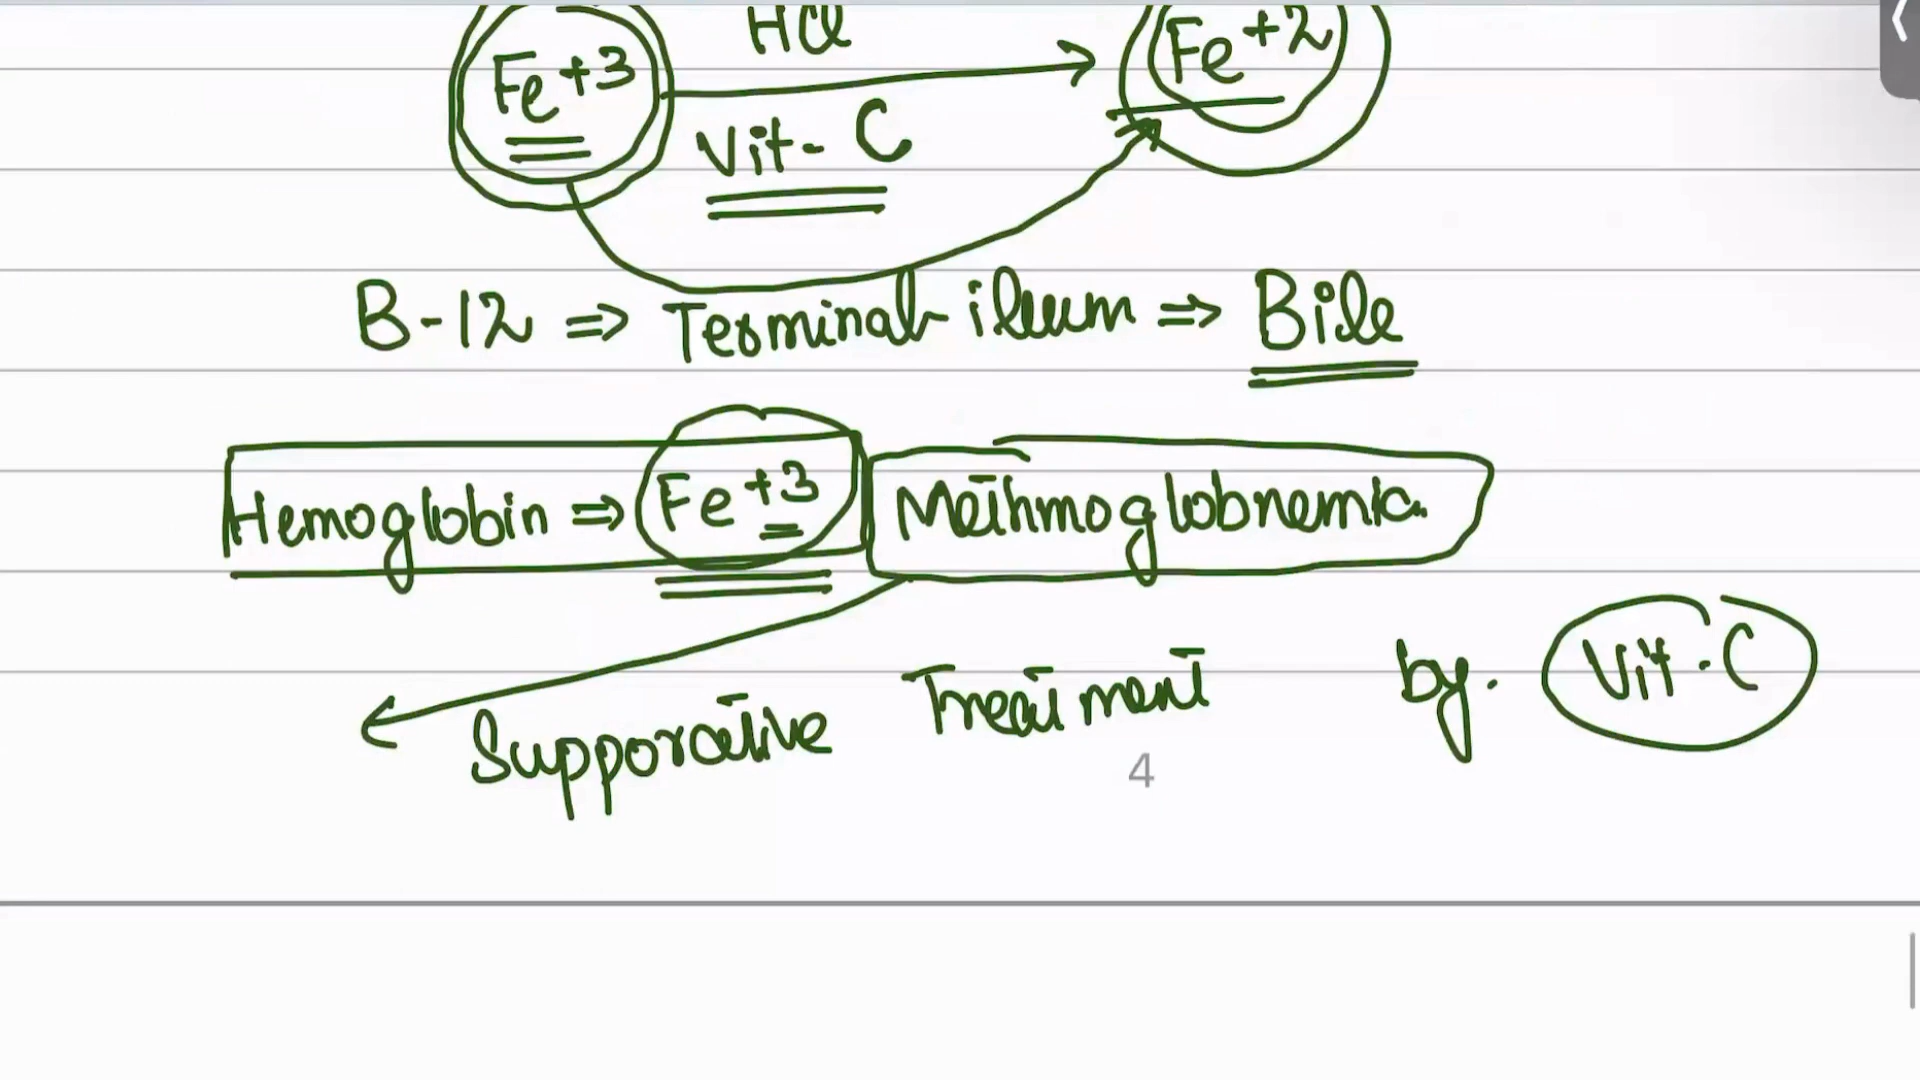 HCl
Fe+3 Fe+2
Vit- C
B-12 ⇒ Terminal ileum ⇒ Bile
Hemoglobin ⇒ Fe+3 Methmoglobnemia.
Supporative Treatment by. Vit-C
4